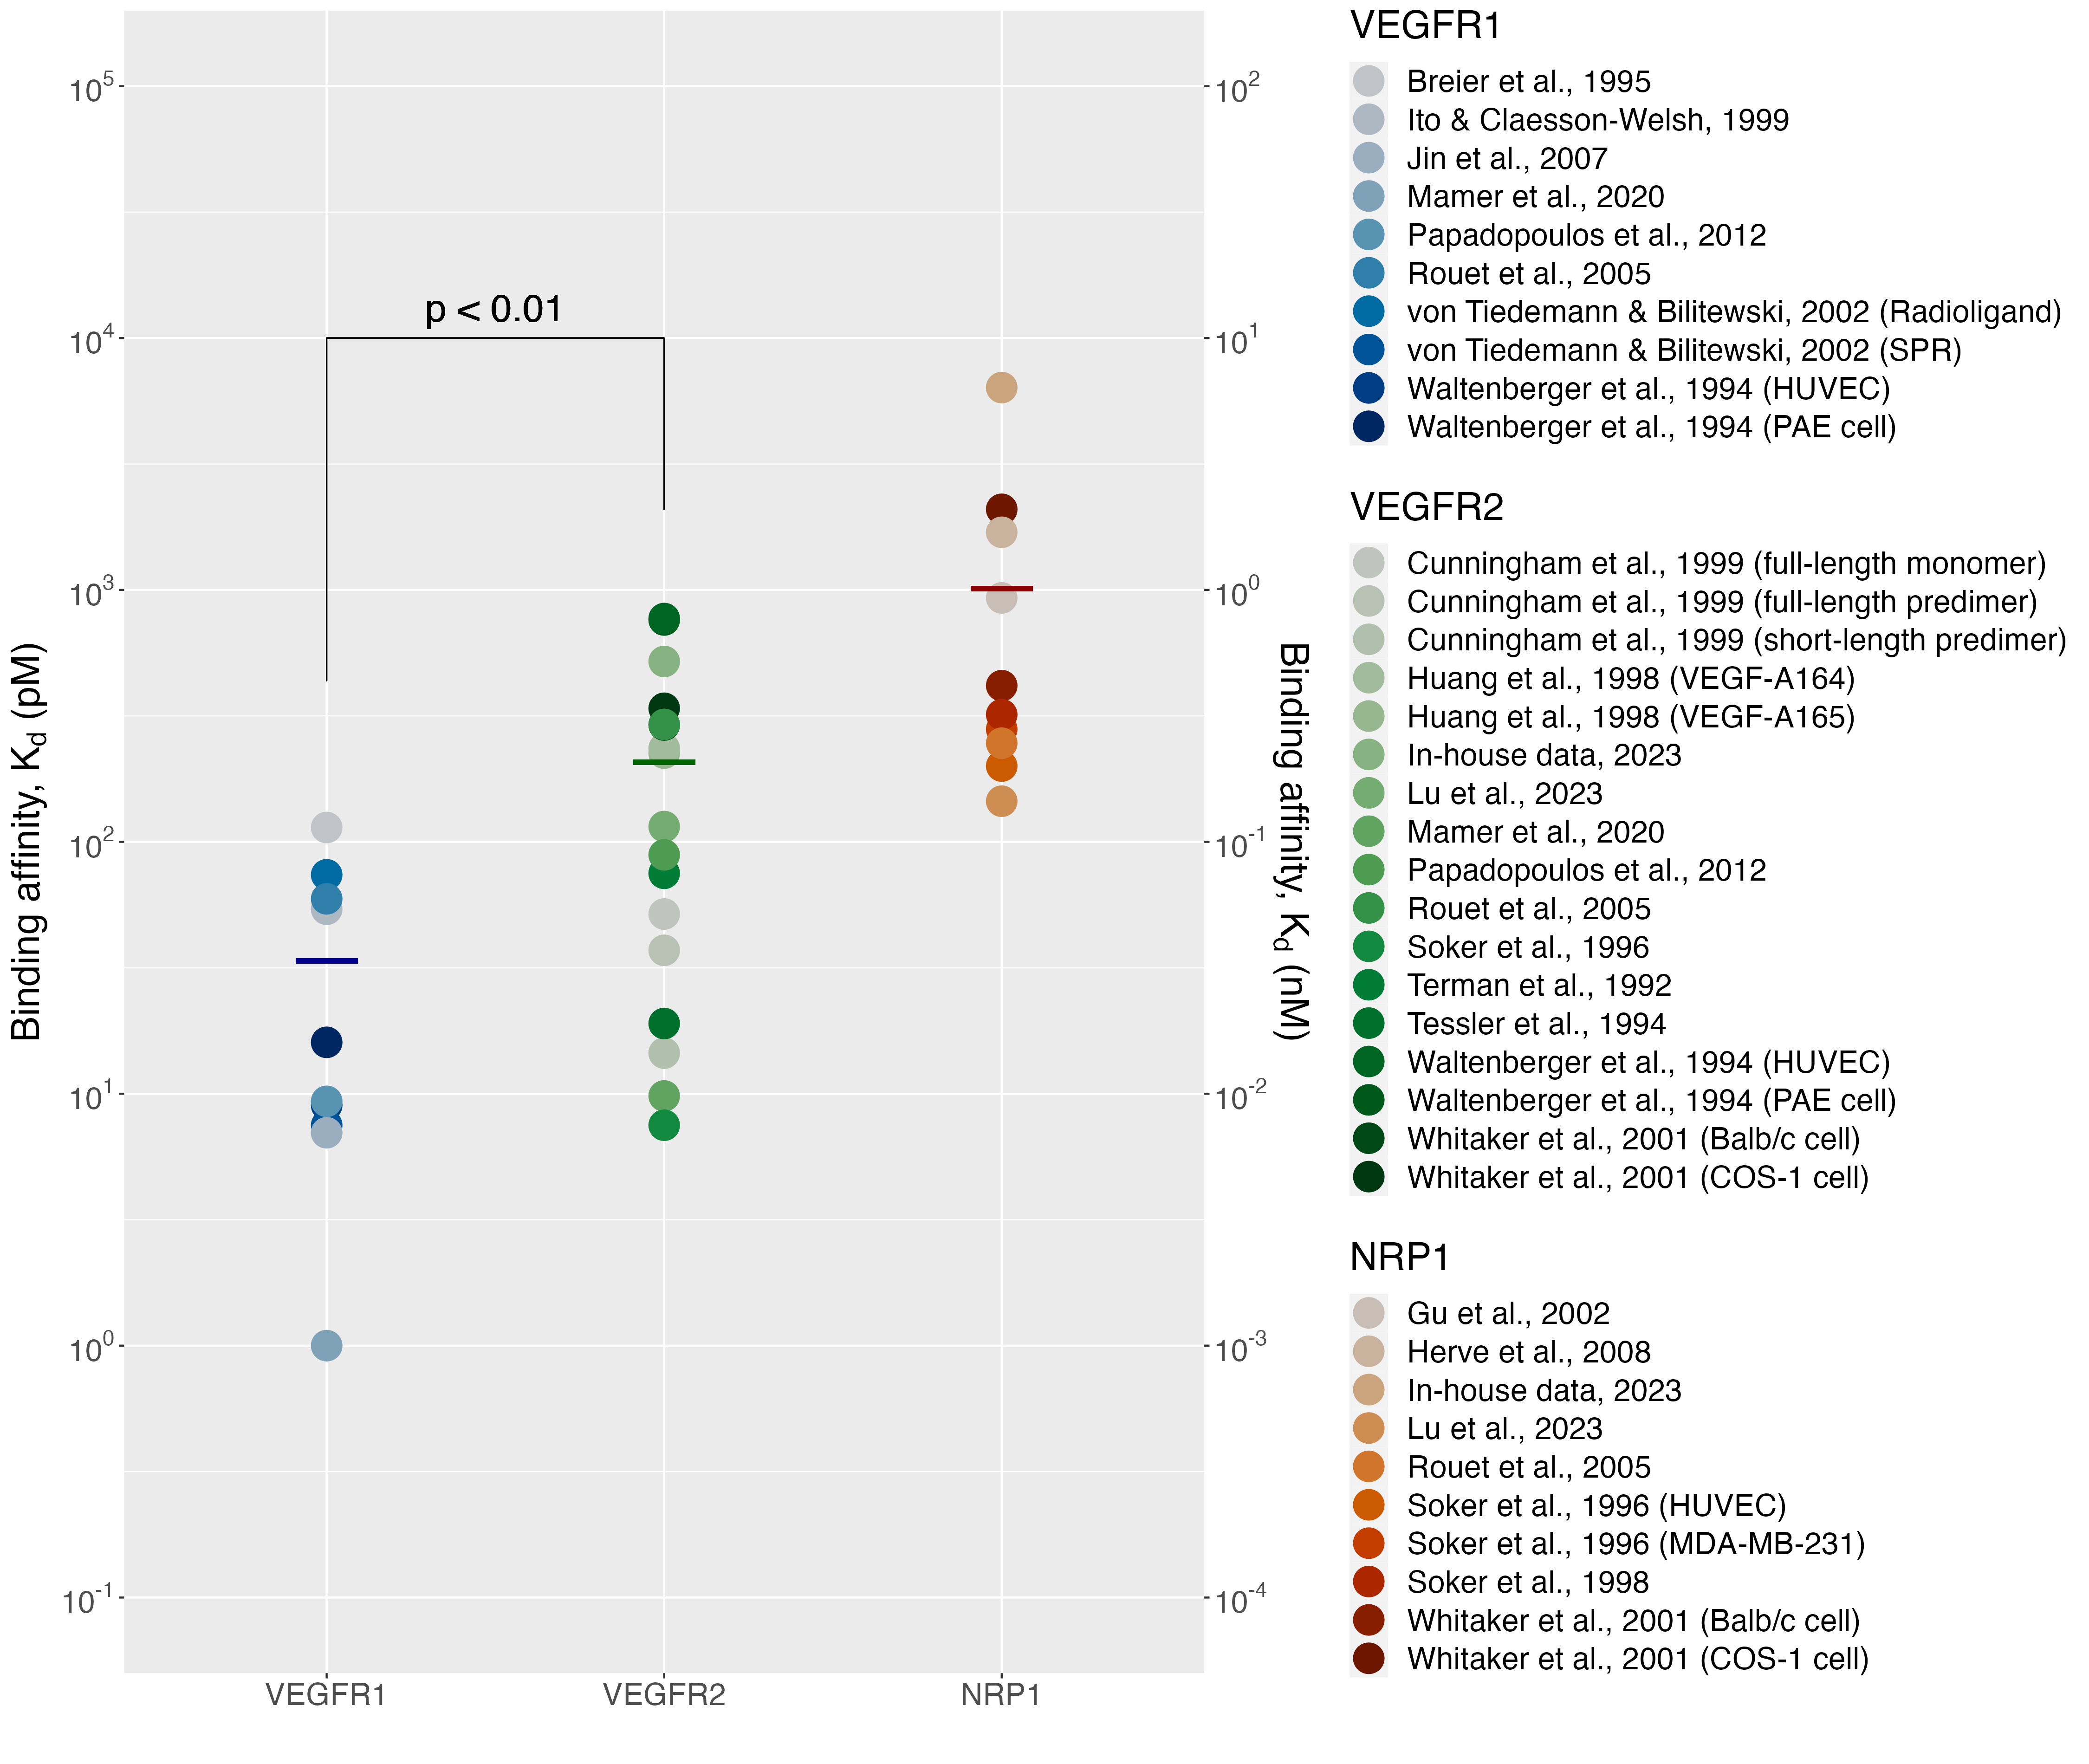 Binding affinity, Kd (pM)
10^5
10^4
10^3
10^2
10^1
10^0
10^-1
p < 0.01
VEGFR1
VEGFR2
NRP1
10^2
10^1
10^0
10^-1
10^-2
10^-3
10^-4
Binding affinity, Kd (nM)
VEGFR1
Breier et al., 1995
Ito & Claesson-Welsh, 1999
Jin et al., 2007
Mamer et al., 2020
Papadopoulos et al., 2012
Rouet et al., 2005
von Tiedemann & Bilitewski, 2002 (Radioligand)
von Tiedemann & Bilitewski, 2002 (SPR)
Waltenberger et al., 1994 (HUVEC)
Waltenberger et al., 1994 (PAE cell)
VEGFR2
Cunningham et al., 1999 (full-length monomer)
Cunningham et al., 1999 (full-length predimer)
Cunningham et al., 1999 (short-length predimer)
Huang et al., 1998 (VEGF-A164)
Huang et al., 1998 (VEGF-A165)
In-house data, 2023
Lu et al., 2023
Mamer et al., 2020
Papadopoulos et al., 2012
Rouet et al., 2005
Soker et al., 1996
Terman et al., 1992
Tessler et al., 1994
Waltenberger et al., 1994 (HUVEC)
Waltenberger et al., 1994 (PAE cell)
Whitaker et al., 2001 (Balb/c cell)
Whitaker et al., 2001 (COS-1 cell)
NRP1
Gu et al., 2002
Herve et al., 2008
In-house data, 2023
Lu et al., 2023
Rouet et al., 2005
Soker et al., 1996 (HUVEC)
Soker et al., 1996 (MDA-MB-231)
Soker et al., 1998
Whitaker et al., 2001 (Balb/c cell)
Whitaker et al., 2001 (COS-1 cell)